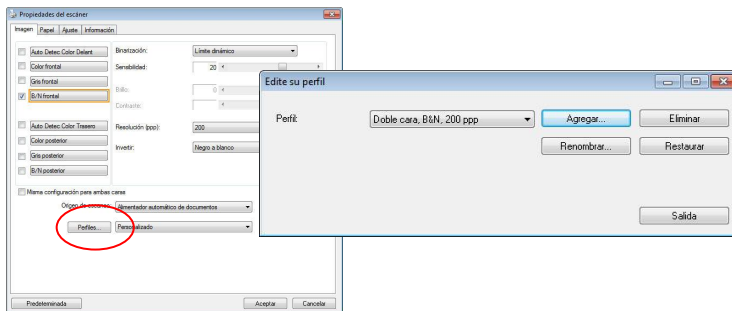 Propiedades del escáner
Imagen Papel Ajuste Información
Auto Detec Color Delant
Binarización: Límite dinámico
Color frontal
Sensibilidad: 20
Gris frontal
B/N frontal
Brillo: 0
Contraste:
Auto Detec Color Trasero
Resolución (ppp): 200
Color posterior
Gris posterior
Invertir: Negro a blanco
B/N posterior
Misma configuración para ambas caras
Origen de escaneo: Alimentador automático de documentos
Perfiles... Personalizado
Predeterminada Aceptar Cancelar
Edite su perfil
Perfil: Doble cara, B&N, 200 ppp Agregar... Eliminar
Renombrar... Restaurar
Salida